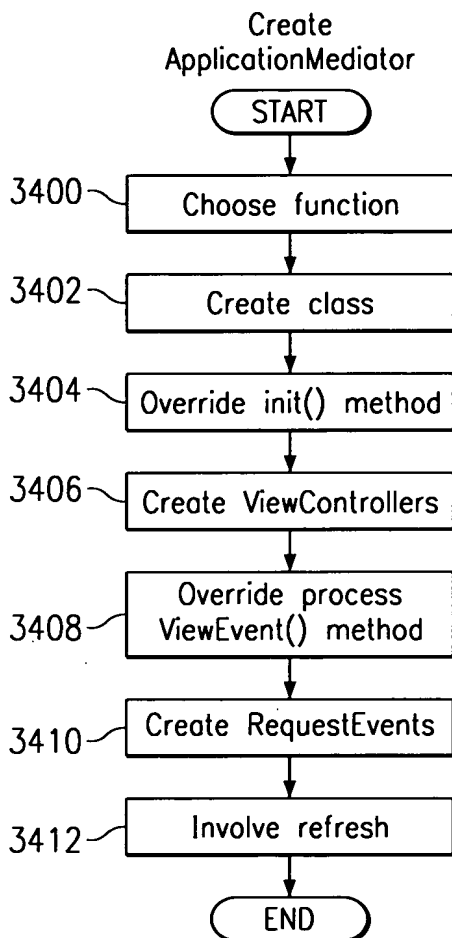 Create
ApplicationMediator
START
3400
Choose function
3402
Create class
3404
Override init() method
3406
Create ViewControllers
3408
Override process
ViewEvent() method
3410
Create RequestEvents
3412
Involve refresh
END